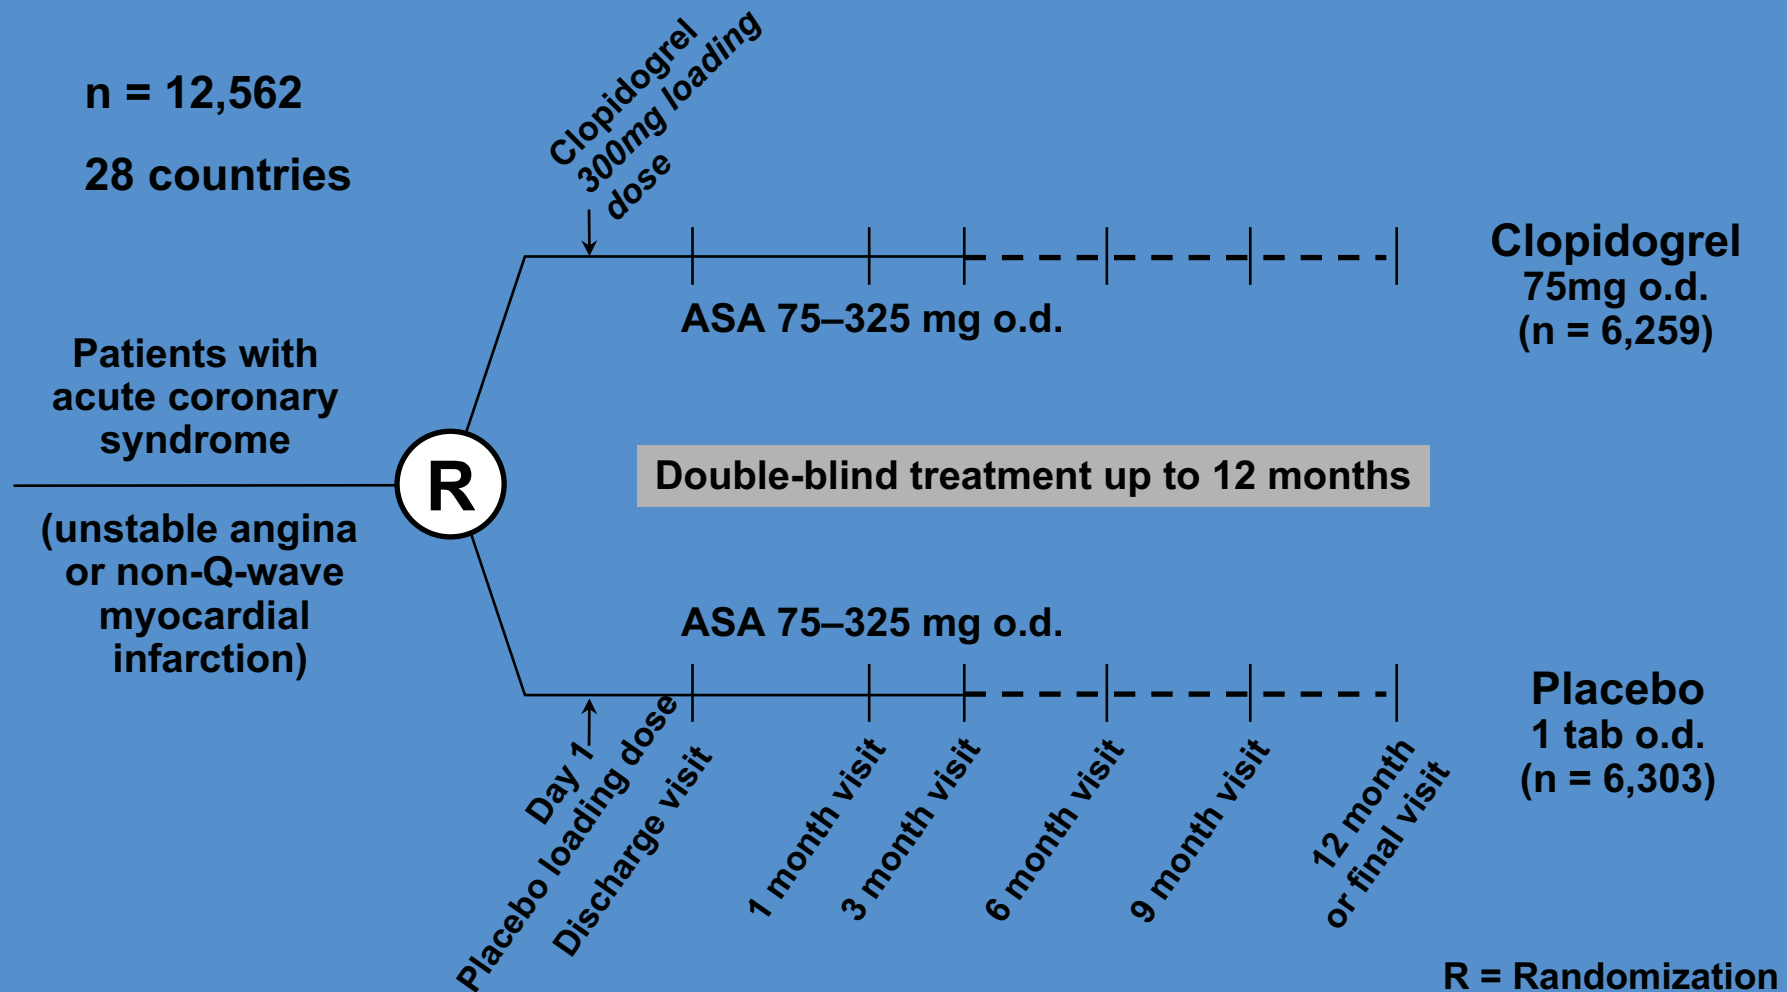 n = 12,562
28 countries
Clopidogrel
300mg loading
dose
Clopidogrel
75mg o.d.
(n = 6,259)
ASA 75–325 mg o.d.
Patients with
acute coronary
syndrome
R
(unstable angina
or non-Q-wave
myocardial
infarction)
Double-blind treatment up to 12 months
ASA 75–325 mg o.d.
Placebo
1 tab o.d.
(n = 6,303)
Day 1
Placebo loading dose
Discharge visit
1 month visit
3 month visit
6 month visit
9 month visit
12 month
or final visit
R = Randomization